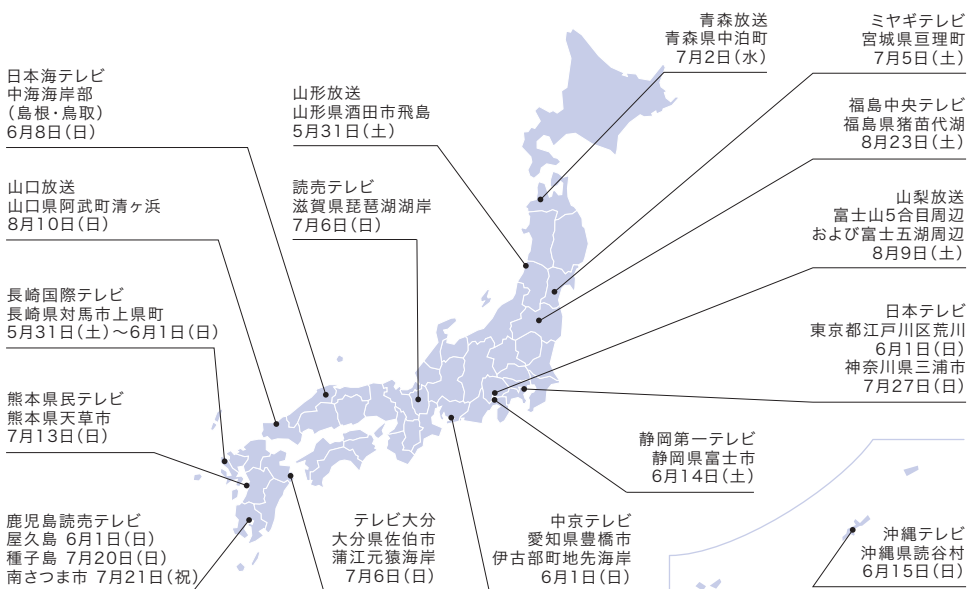 青森放送
青森県中泊町
7月2日(水)
ミヤギテレビ
宮城県亘理町
7月5日(土)
日本海テレビ
中海海岸部
(島根・鳥取)
6月8日(日)
山形放送
山形県酒田市飛島
5月31日(土)
福島中央テレビ
福島県猪苗代湖
8月23日(土)
山口放送
山口県阿武町清ヶ浜
8月10日(日)
読売テレビ
滋賀県琵琶湖湖岸
7月6日(日)
山梨放送
富士山5合目周辺
および富士五湖周辺
8月9日(土)
長崎国際テレビ
長崎県対馬市上県町
5月31日(土)〜6月1日(日)
日本テレビ
東京都江戸川区荒川
6月1日(日)
神奈川県三浦市
7月27日(日)
熊本県民テレビ
熊本県天草市
7月13日(日)
静岡第一テレビ
静岡県富士市
6月14日(土)
鹿児島読売テレビ
屋久島 6月1日(日)
種子島 7月20日(日)
南さつま市 7月21日(祝)
テレビ大分
大分県佐伯市
蒲江元猿海岸
7月6日(日)
中京テレビ
愛知県豊橋市
伊古部町地先海岸
6月1日(日)
沖縄テレビ
沖縄県読谷村
6月15日(日)